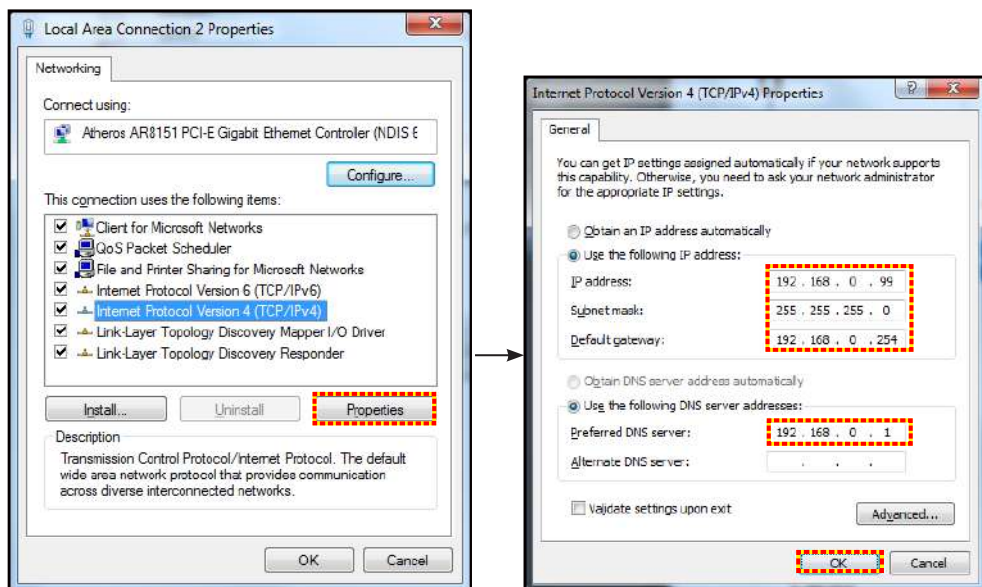 Local Area Connection 2 Properties
Networking
Connect using:
Atheros AR8151 PCI-E Gigabit Ethernet Controller (NDIS 6
Configure...
This connection uses the following items:
Client for Microsoft Networks
QoS Packet Scheduler
File and Printer Sharing for Microsoft Networks
Internet Protocol Version 6 (TCP/IPv6)
Internet Protocol Version 4 (TCP/IPv4)
Link-Layer Topology Discovery Mapper I/O Driver
Link-Layer Topology Discovery Responder
Install...
Uninstall
Properties
Description
Transmission Control Protocol/Internet Protocol. The default
wide area network protocol that provides communication
across diverse interconnected networks.
OK
Cancel
Internet Protocol Version 4 (TCP/IPv4) Properties
General
You can get IP settings assigned automatically if your network supports
this capability. Otherwise, you need to ask your network administrator
for the appropriate IP settings.
Obtain an IP address automatically
Use the following IP address:
IP address:
192 . 168 . 0 . 99
Subnet mask:
255 . 255 . 255 . 0
Default gateway:
192 . 168 . 0 . 254
Obtain DNS server address automatically
Use the following DNS server addresses:
Preferred DNS server:
192 . 168 . 0 . 1
Alternate DNS server:
. . .
Validate settings upon exit
Advanced...
OK
Cancel